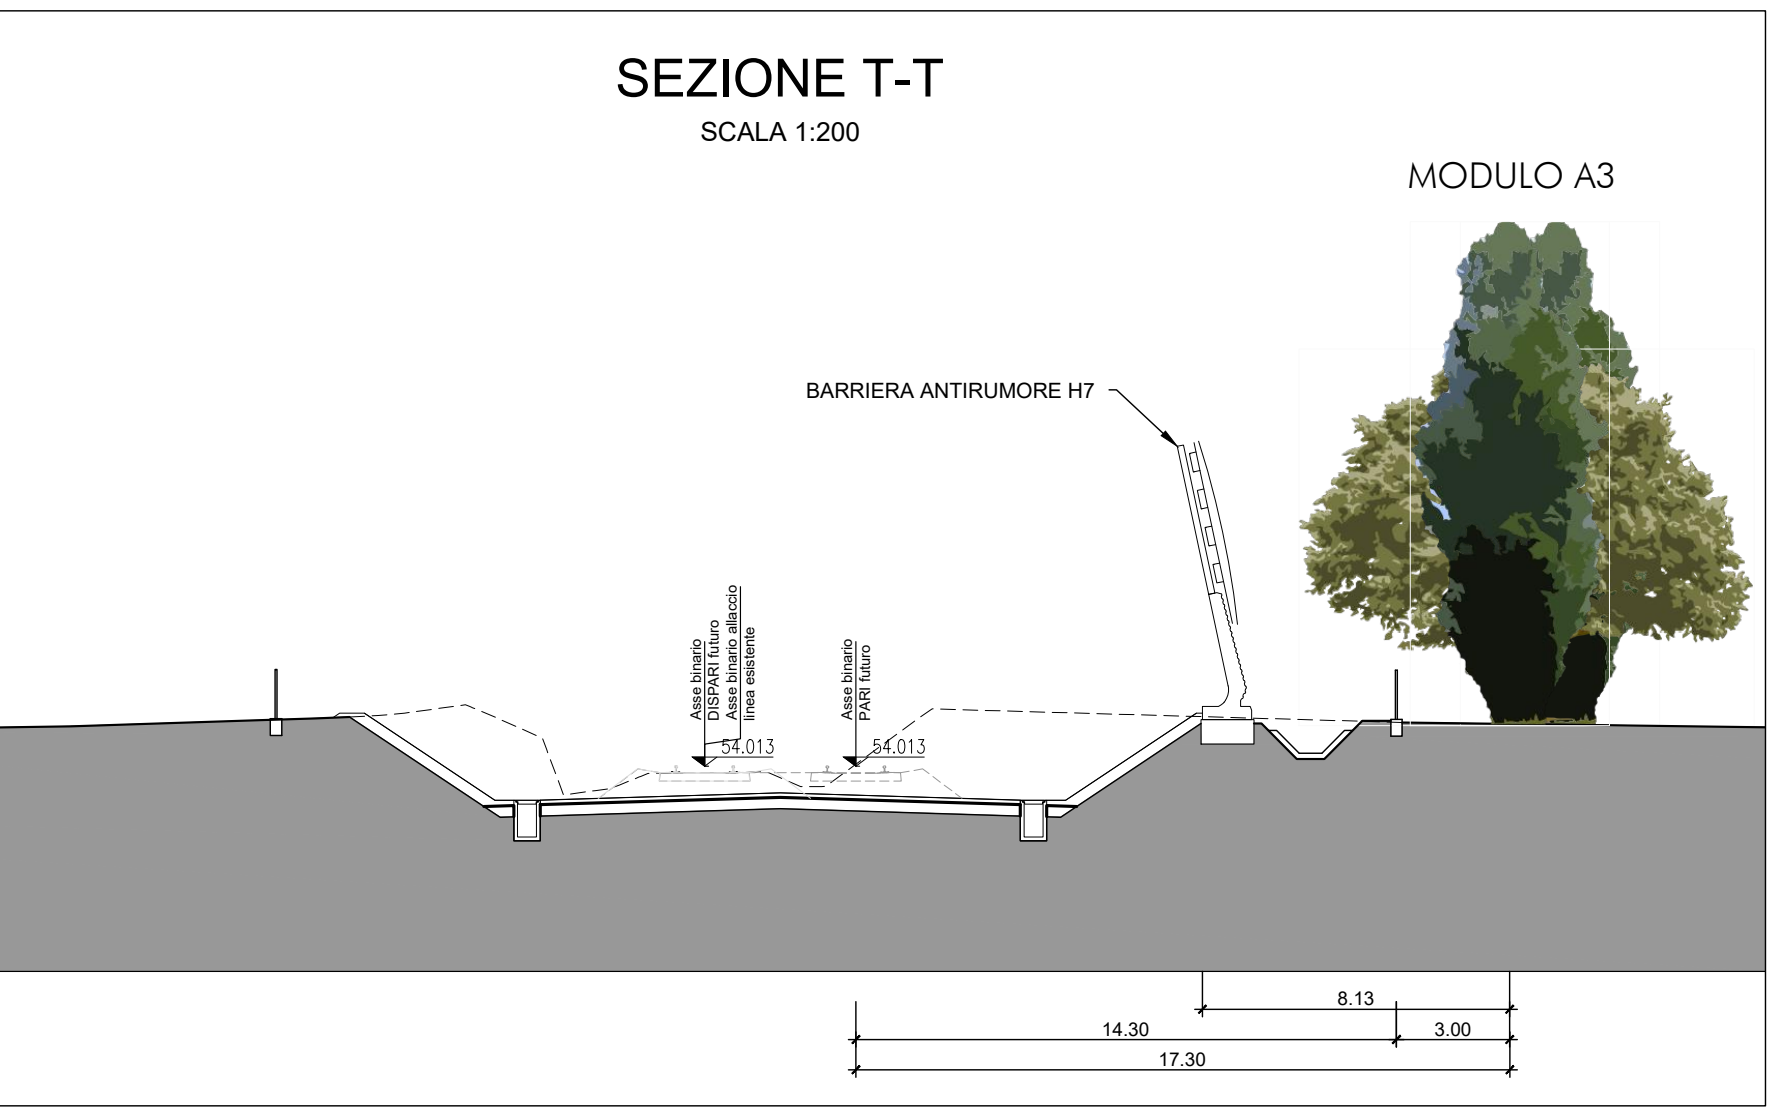 SEZIONE T-T
SCALA 1:200
MODULO A3
BARRIERA ANTIRUMORE H7
Asse binario
DISPARI futuro
Asse binario allaccio
linea esistente
Asse binario
PARI futuro
54.013
54.013
8.13
14.30
3.00
17.30